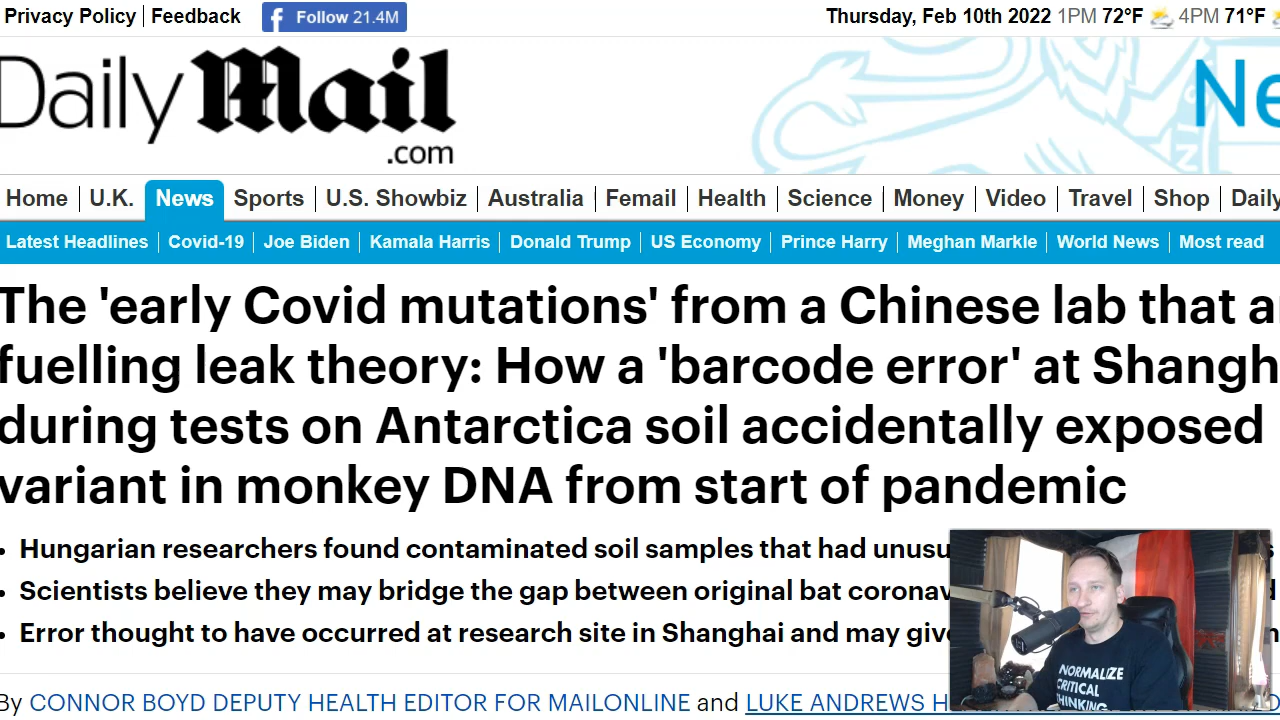 Privacy Policy Feedback Follow 21.4M Thursday, Feb 10th 2022 1PM 72°F 4PM 71°F
Daily Mail
.com
Home U.K. News Sports U.S. Showbiz Australia Femail Health Science Money Video Travel Shop Daily
Latest Headlines Covid-19 Joe Biden Kamala Harris Donald Trump US Economy Prince Harry Meghan Markle World News Most read
The 'early Covid mutations' from a Chinese lab that
fuelling leak theory: How a 'barcode error' at
during tests on Antarctica soil accidentally exposed
variant in monkey DNA from start of pandemic
Hungarian researchers found contaminated soil samples that had
Scientists believe they may bridge the gap between original bat
Error thought to have occurred at research site in Shanghai and may
By CONNOR BOYD DEPUTY HEALTH EDITOR FOR MAILONLINE and LUKE ANDREWS
NORMALIZE
CRITICAL
THINKING